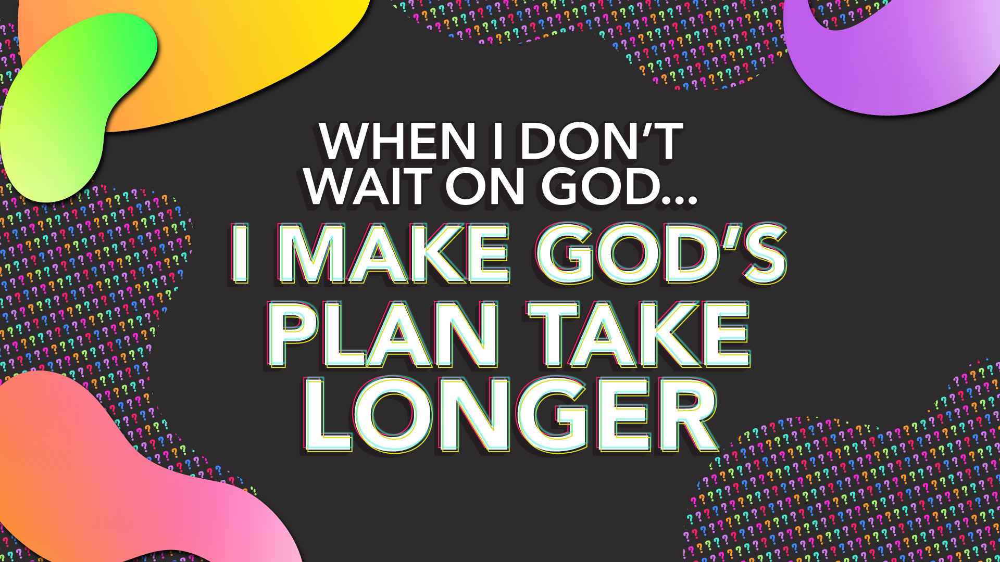 WHEN I DON’T
WAIT ON GOD...
I MAKE GOD’S
PLAN TAKE
LONGER